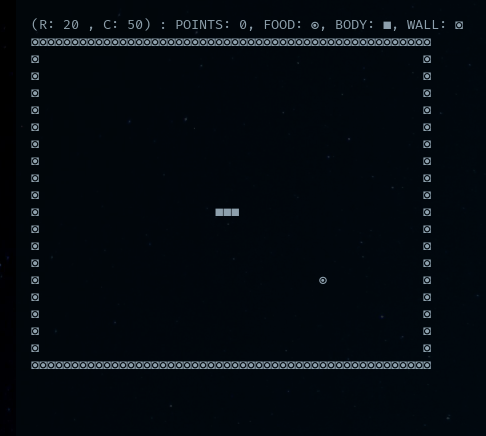 (R: 20 , C: 50) : POINTS: 0, FOOD: ⊙, BODY: ■, WALL: ◙